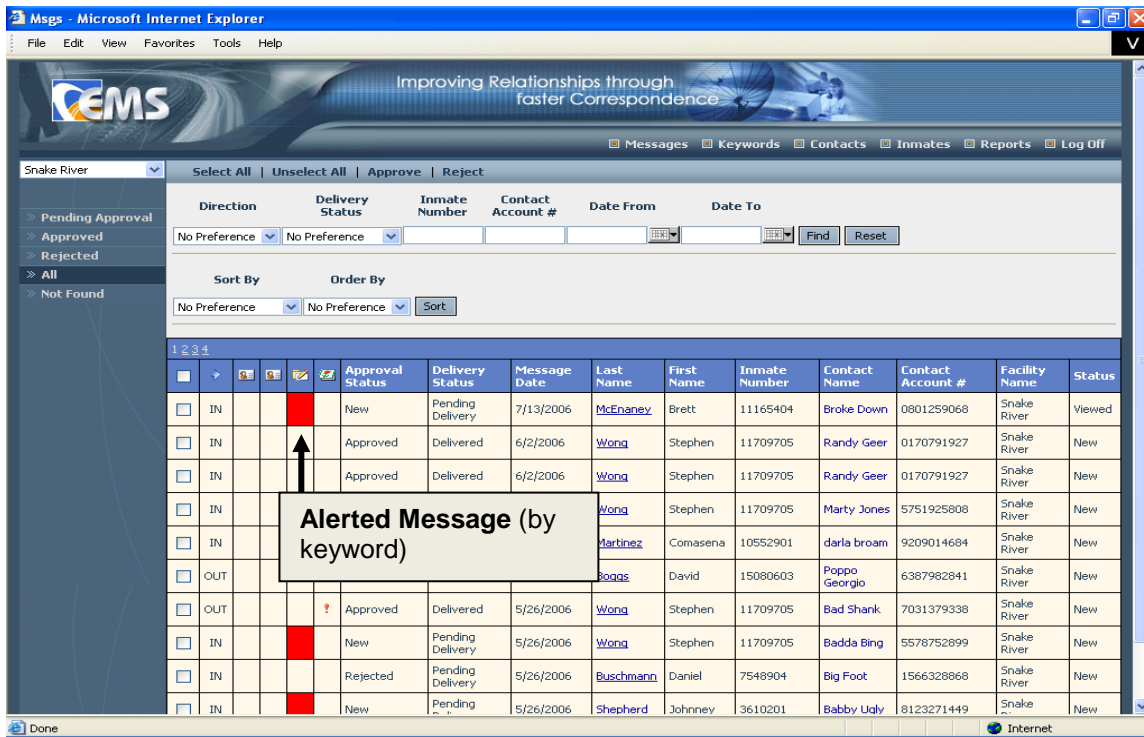 Msgs - Microsoft Internet Explorer
File Edit View Favorites Tools Help
V
EMS
Improving Relationships through
faster Correspondence
Messages Keywords Contacts Inmates Reports Log Off
Snake River
Select All | Unselect All | Approve | Reject
» Pending Approval
» Approved
» Rejected
» All
» Not Found
Direction Delivery Status Inmate Number Contact Account # Date From Date To
No Preference No Preference Find Reset
Sort By Order By
No Preference No Preference Sort
1 2 3 4
Approval Status Delivery Status Message Date Last Name First Name Inmate Number Contact Name Contact Account # Facility Name Status
IN New Pending Delivery 7/13/2006 McEnaney Brett 11165404 Broke Down 0801259068 Snake River Viewed
IN Approved Delivered 6/2/2006 Wong Stephen 11709705 Randy Geer 0170791927 Snake River New
IN Approved Delivered 6/2/2006 Wong Stephen 11709705 Randy Geer 0170791927 Snake River New
IN Wong Stephen 11709705 Marty Jones 5751925808 Snake River New
IN Martinez Comasena 10552901 darla broam 9209014684 Snake River New
OUT Boggs David 15080603 Poppo Georgio 6387982841 Snake River New
Alerted Message (by
keyword)
OUT ! Approved Delivered 5/26/2006 Wong Stephen 11709705 Bad Shank 7031379338 Snake River New
IN New Pending Delivery 5/26/2006 Wong Stephen 11709705 Badda Bing 5578752899 Snake River New
IN Rejected Pending Delivery 5/26/2006 Buschmann Daniel 7548904 Big Foot 1566328868 Snake River New
IN New Pending 5/26/2006 Shepherd Johnney 3610201 Babby Ugly 8123271449 Snake New
Done Internet